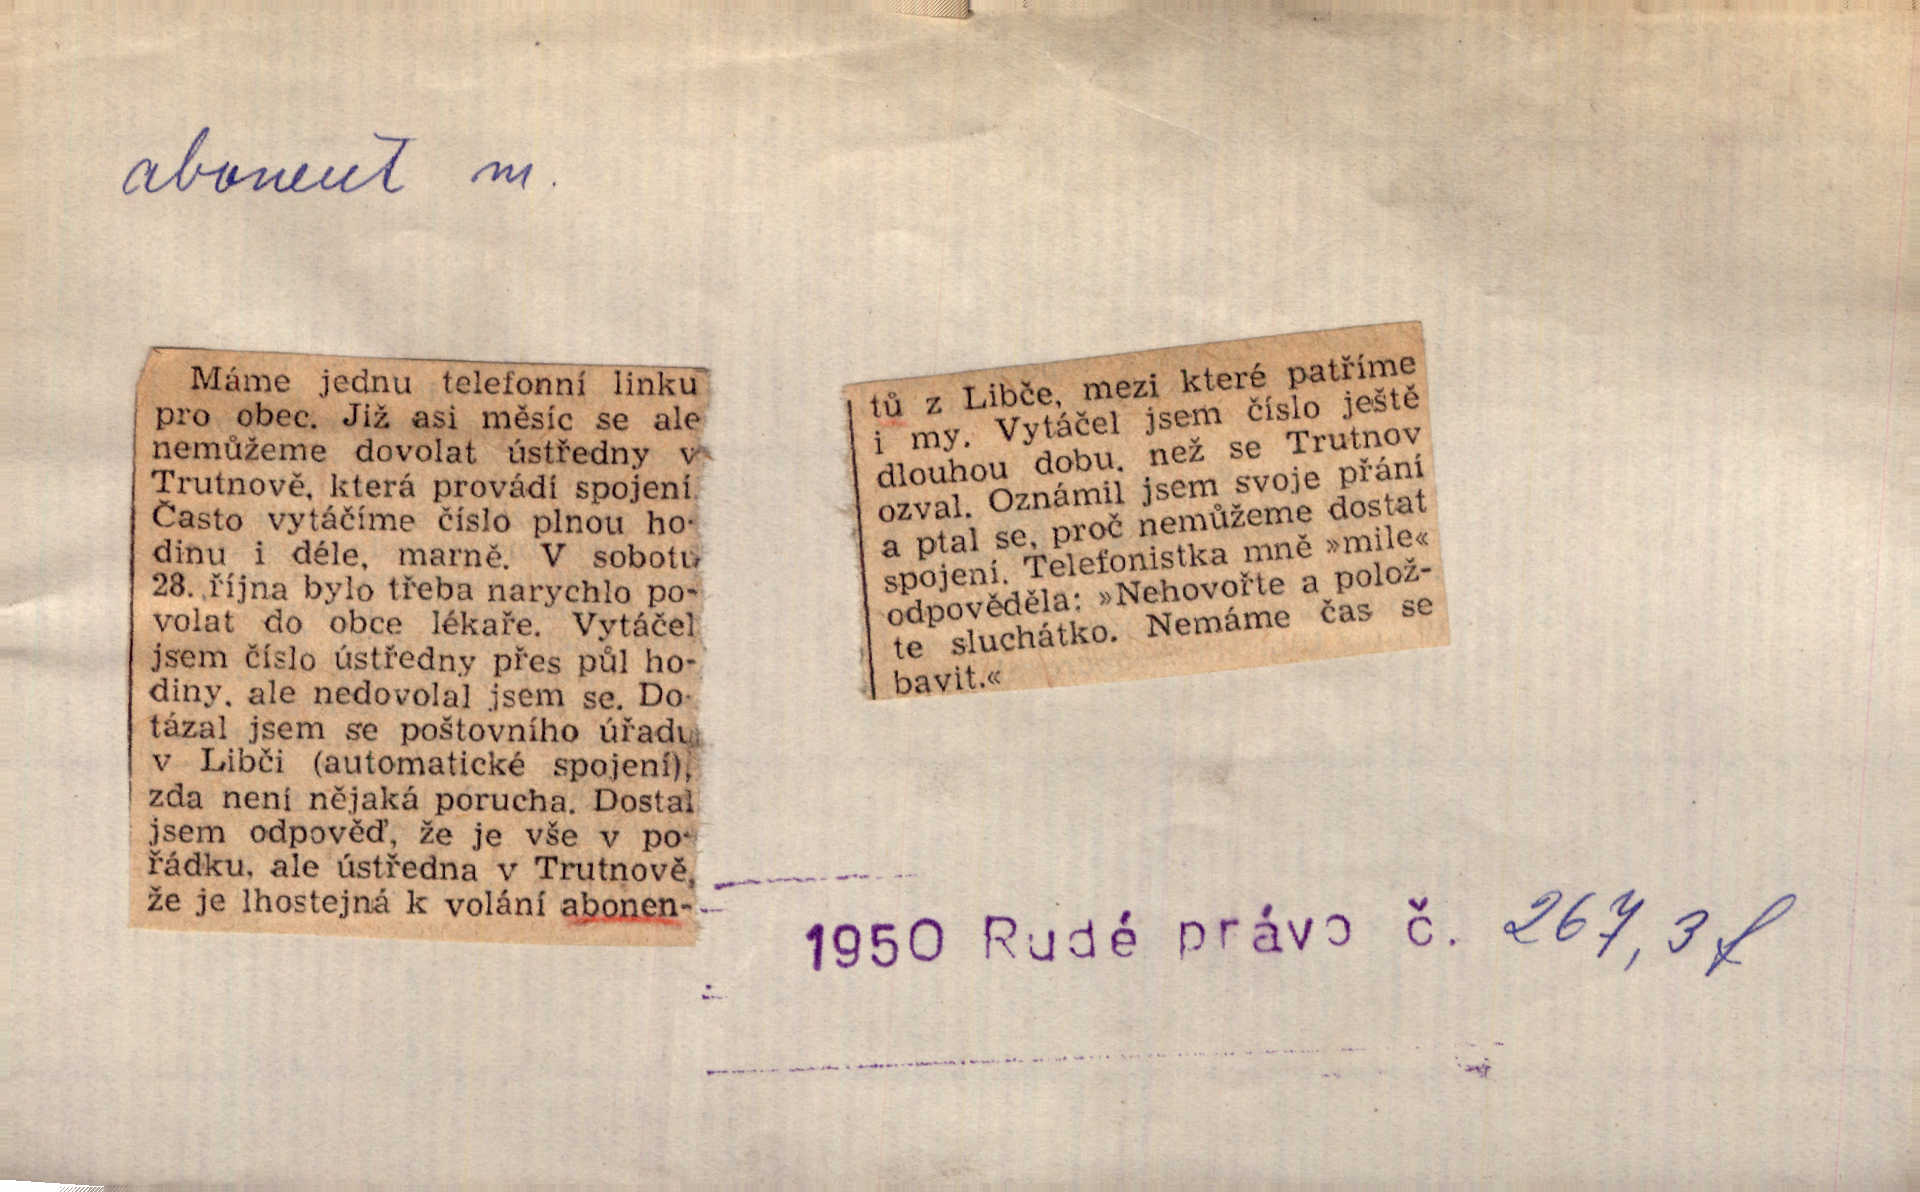 abonent m.
Máme jednu telefonní linku
pro obec. Již asi měsíc se ale
nemůžeme dovolat ústředny v
Trutnově, která provádí spojení.
Často vytáčíme číslo plnou ho-
dinu i déle, marně. V sobotu
28. října bylo třeba narychlo po-
volat do obce lékaře. Vytáčel
jsem číslo ústředny přes půl ho-
diny, ale nedovolal jsem se. Do-
tázal jsem se poštovního úřadu
v Libči (automatické spojení),
zda není nějaká porucha. Dostal
jsem odpověď, že je vše v po-
řádku, ale ústředna v Trutnově,
že je lhostejná k volání abonen-
tů z Libče, mezi které patříme
i my. Vytáčel jsem číslo ještě
dlouhou dobu, než se Trutnov
ozval. Oznámil jsem svoje přání
a ptal se, proč nemůžeme dostat
spojení. Telefonistka mně »mile«
odpověděla: »Nehovořte a polož-
te sluchátko. Nemáme čas se
bavit.«
1950 Rudé právo č. 267, 3